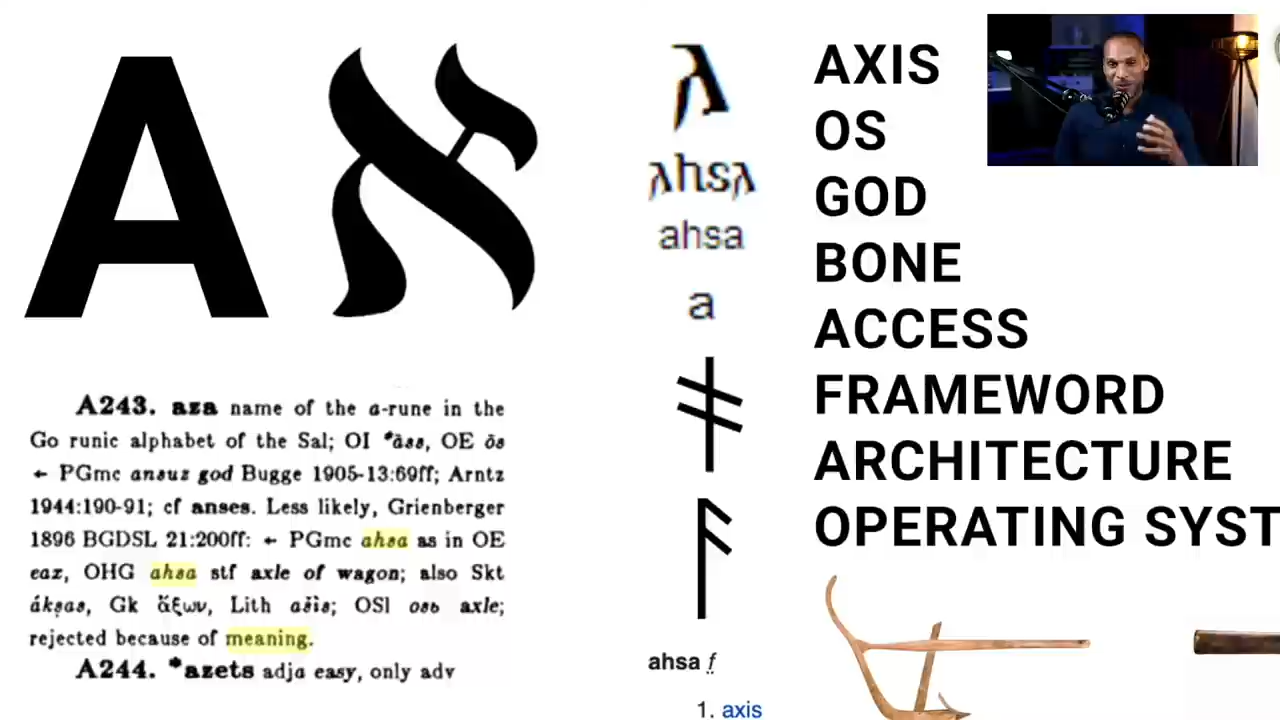 A א
A243. aza name of the a-rune in the
Go runic alphabet of the Sal; OI *áss, OE ōs
← PGmc ansuz god Bugge 1905-13:69ff; Arntz
1944:190-91; cf anses. Less likely, Grienberger
1896 BGDSL 21:200ff: ← PGmc ahsa as in OE
eax, OHG ahsa stf axle of wagon; also Skt
ákṣas, Gk ἄξων, Lith ašìs; OSl osь axle;
rejected because of meaning.
A244. *azets adja easy, only adv
𐌰𐌷𐍃𐌰
ahsa
a
ᚬ
ᚨ
ahsa f
1. axis
AXIS
OS
GOD
BONE
ACCESS
FRAMEWORD
ARCHITECTURE
OPERATING SYST